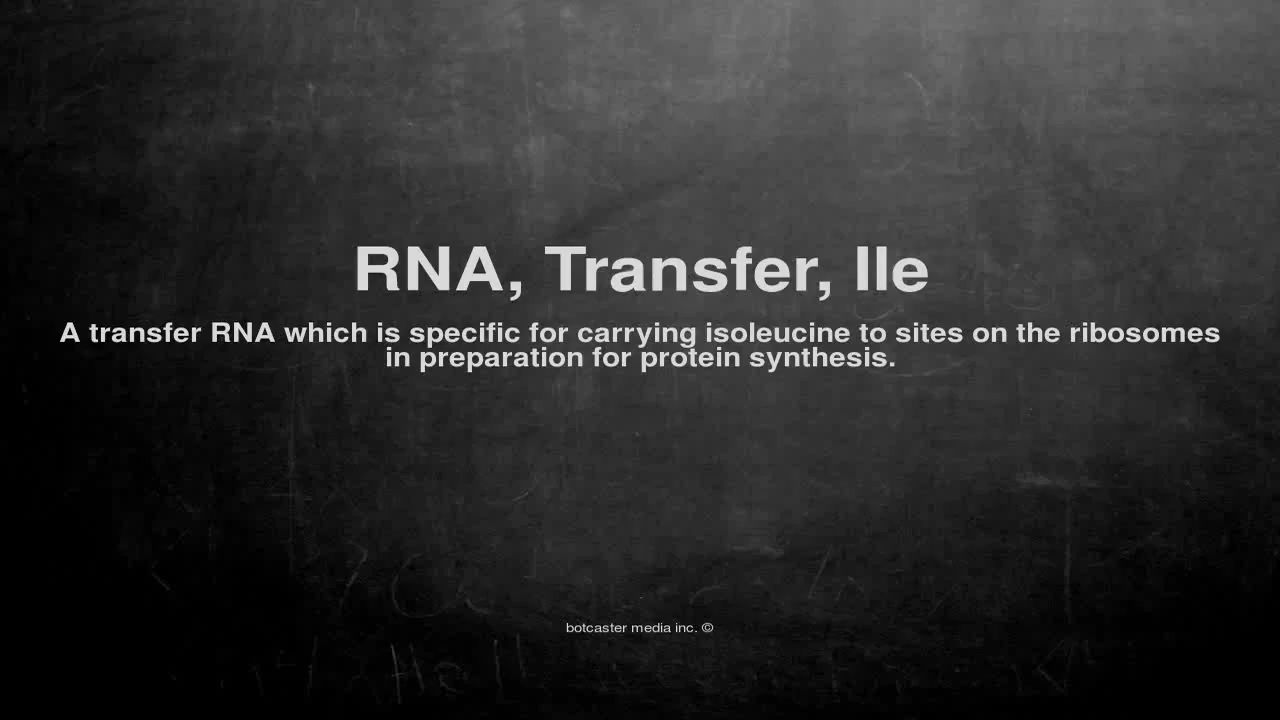 RNA, Transfer, Ile
A transfer RNA which is specific for carrying isoleucine to sites on the ribosomes
in preparation for protein synthesis.
botcaster media inc. ©